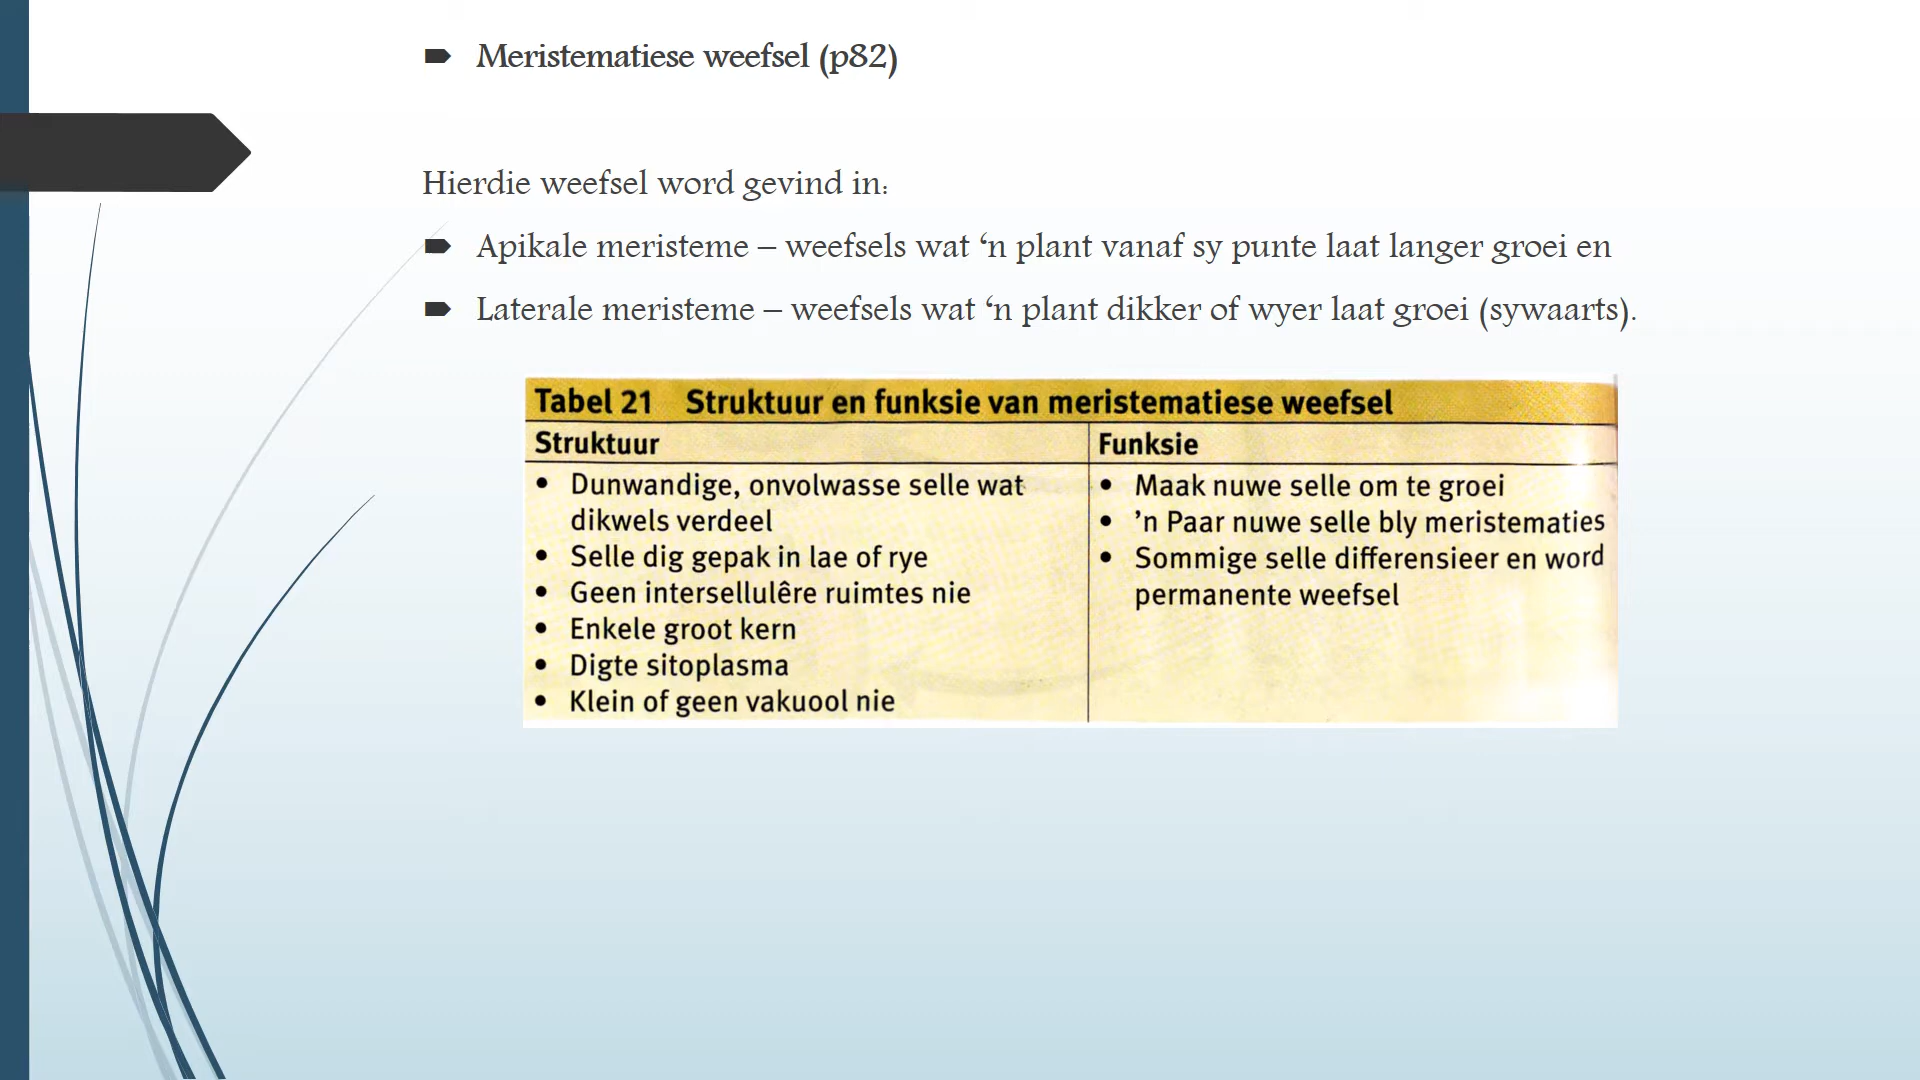 Meristematiese weefsel (p82)
Hierdie weefsel word gevind in:
Apikale meristeme – weefsels wat ‘n plant vanaf sy punte laat langer groei en
Laterale meristeme – weefsels wat ‘n plant dikker of wyer laat groei (sywaarts).
Tabel 21 Struktuur en funksie van meristematiese weefsel
Struktuur
• Dunwandige, onvolwasse selle wat
dikwels verdeel
• Selle dig gepak in lae of rye
• Geen intersellulêre ruimtes nie
• Enkele groot kern
• Digte sitoplasma
• Klein of geen vakuool nie
Funksie
• Maak nuwe selle om te groei
• ’n Paar nuwe selle bly meristematies
• Sommige selle differensieer en word
permanente weefsel